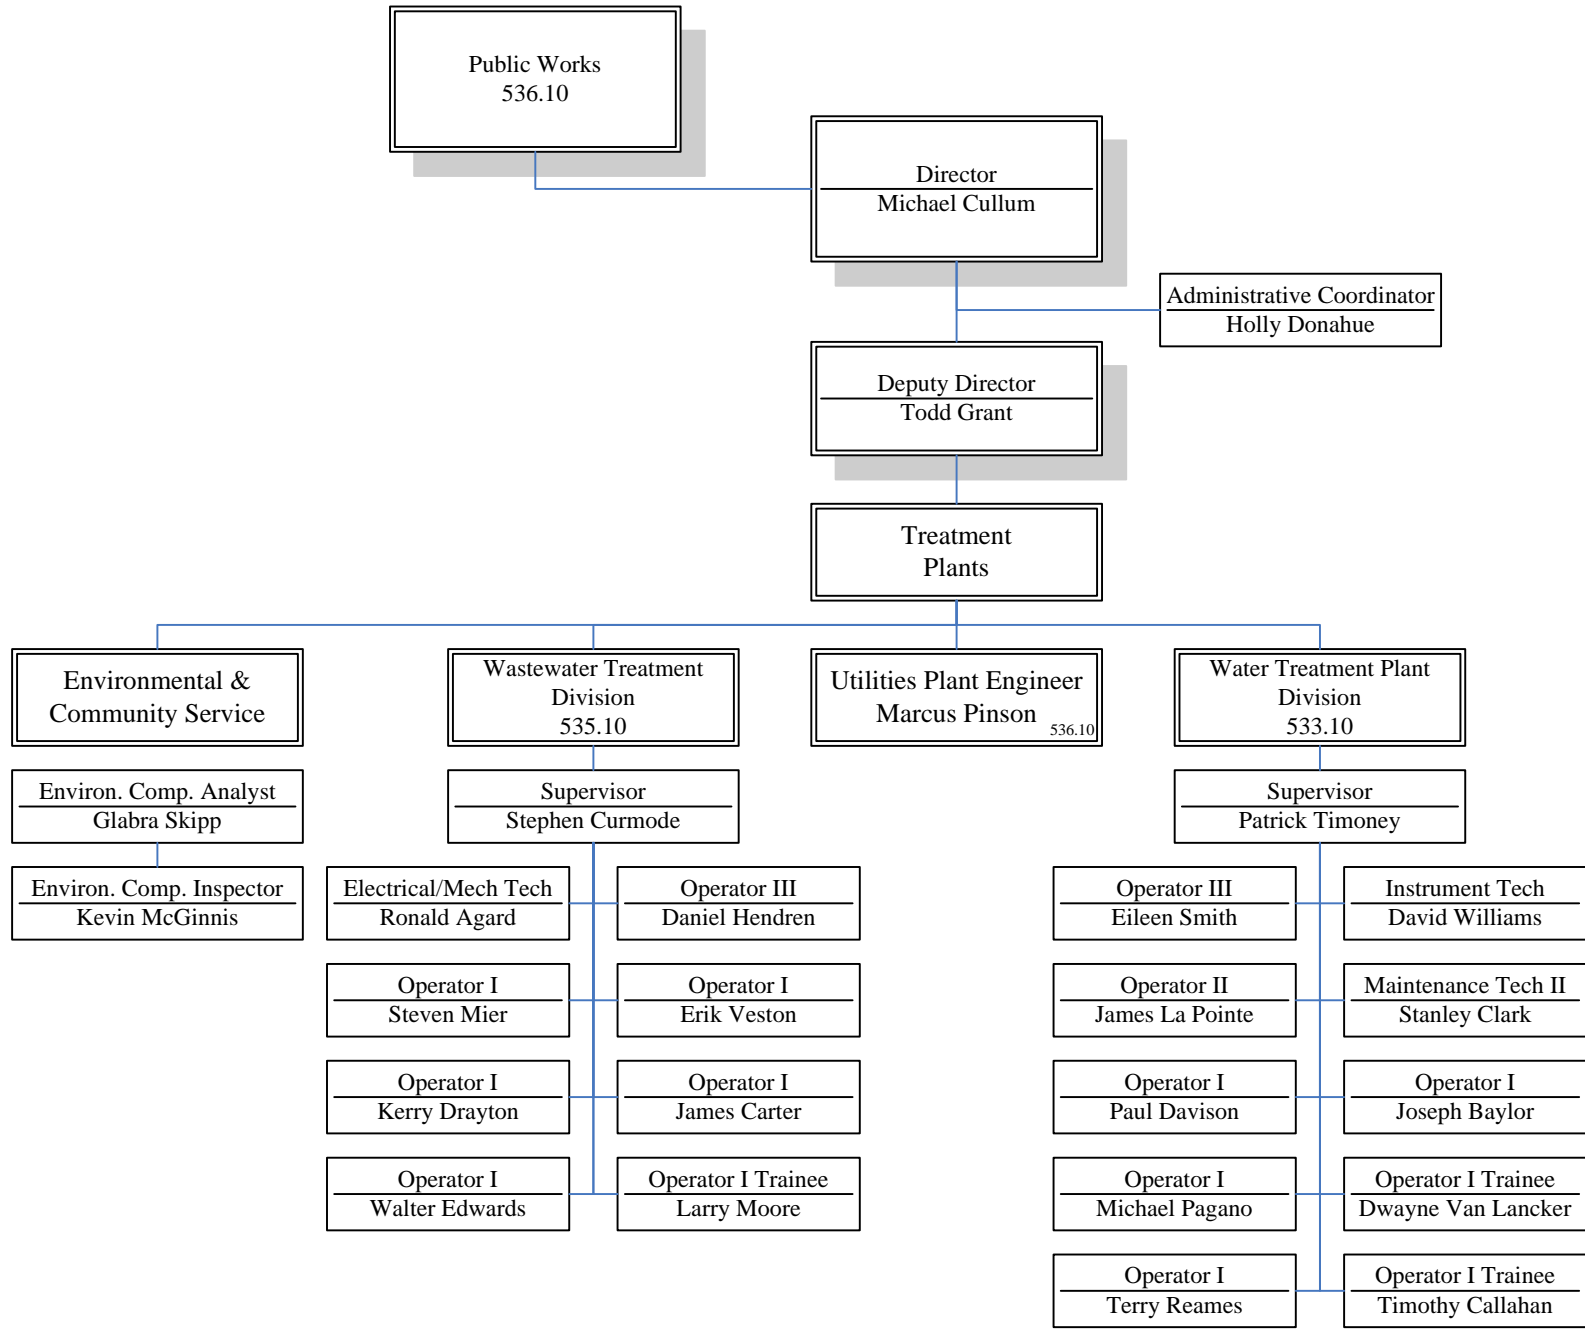 Public Works
536.10
Director
Michael Cullum
Administrative Coordinator
Holly Donahue
Deputy Director
Todd Grant
Treatment
Plants
Environmental &
Community Service
Wastewater Treatment
Division
535.10
Utilities Plant Engineer
Marcus Pinson
536.10
Water Treatment Plant
Division
533.10
Environ. Comp. Analyst
Glabra Skipp
Supervisor
Stephen Curmode
Supervisor
Patrick Timoney
Environ. Comp. Inspector
Kevin McGinnis
Electrical/Mech Tech
Ronald Agard
Operator III
Daniel Hendren
Operator III
Eileen Smith
Instrument Tech
David Williams
Operator I
Steven Mier
Operator I
Erik Veston
Operator II
James La Pointe
Maintenance Tech II
Stanley Clark
Operator I
Kerry Drayton
Operator I
James Carter
Operator I
Paul Davison
Operator I
Joseph Baylor
Operator I
Walter Edwards
Operator I Trainee
Larry Moore
Operator I
Michael Pagano
Operator I Trainee
Dwayne Van Lancker
Operator I
Terry Reames
Operator I Trainee
Timothy Callahan